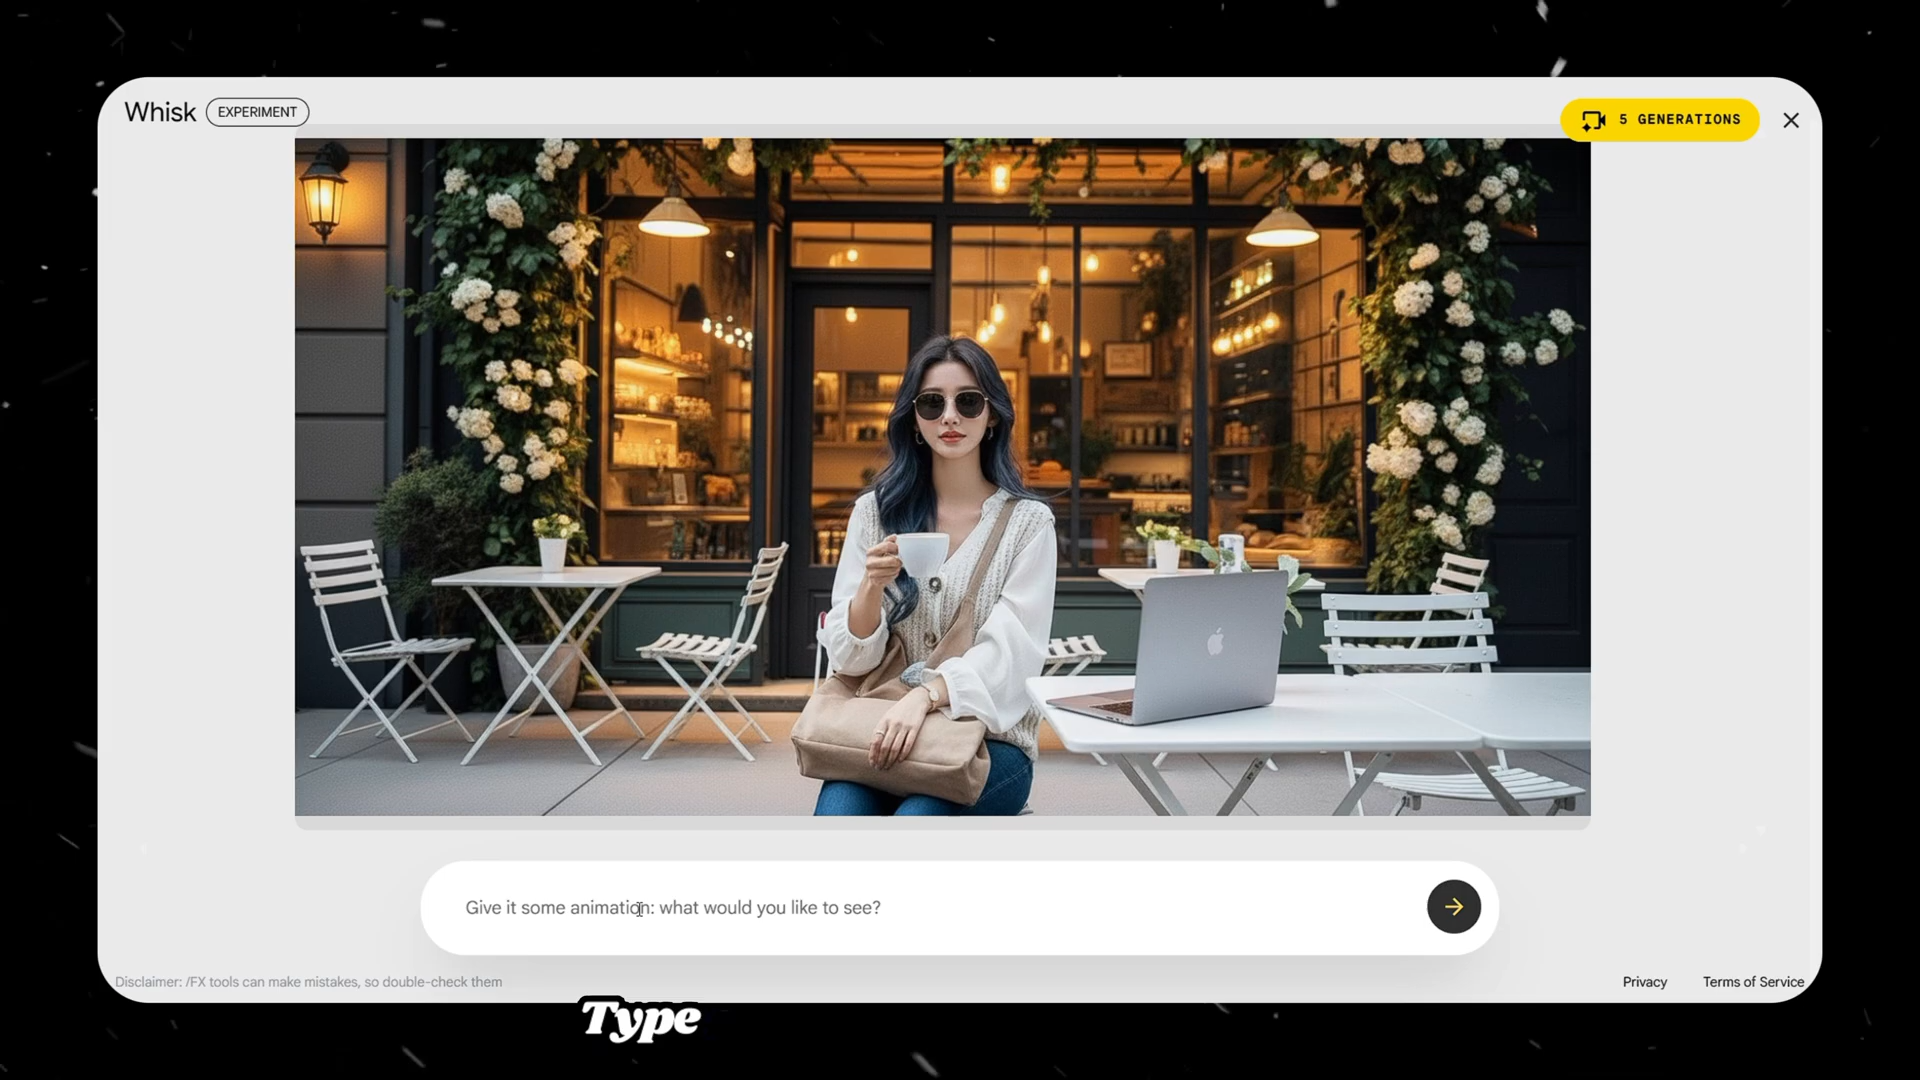 Whisk EXPERIMENT
5 GENERATIONS
Give it some animation: what would you like to see?
Disclaimer: /FX tools can make mistakes, so double-check them
Privacy Terms of Service
Type